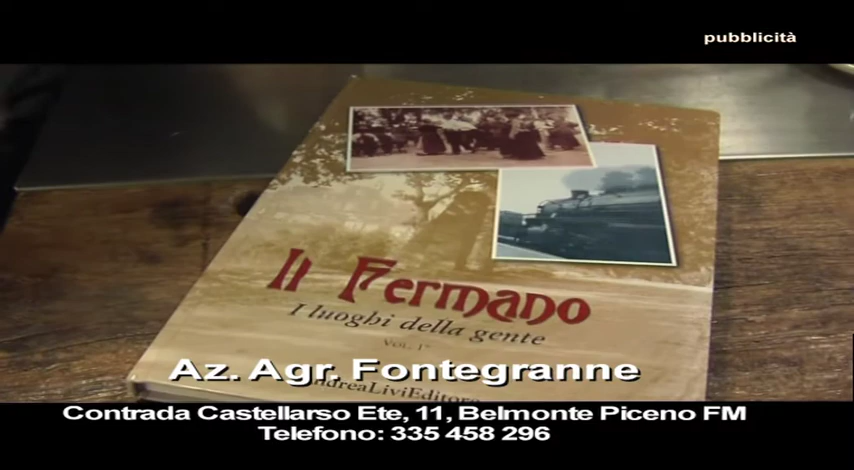 pubblicità
Il Fermano
I luoghi della gente
VOL. I°
Az. Agr. Fontegranne
AndreaLiviEditore
Contrada Castellarso Ete, 11, Belmonte Piceno FM
Telefono: 335 458 296